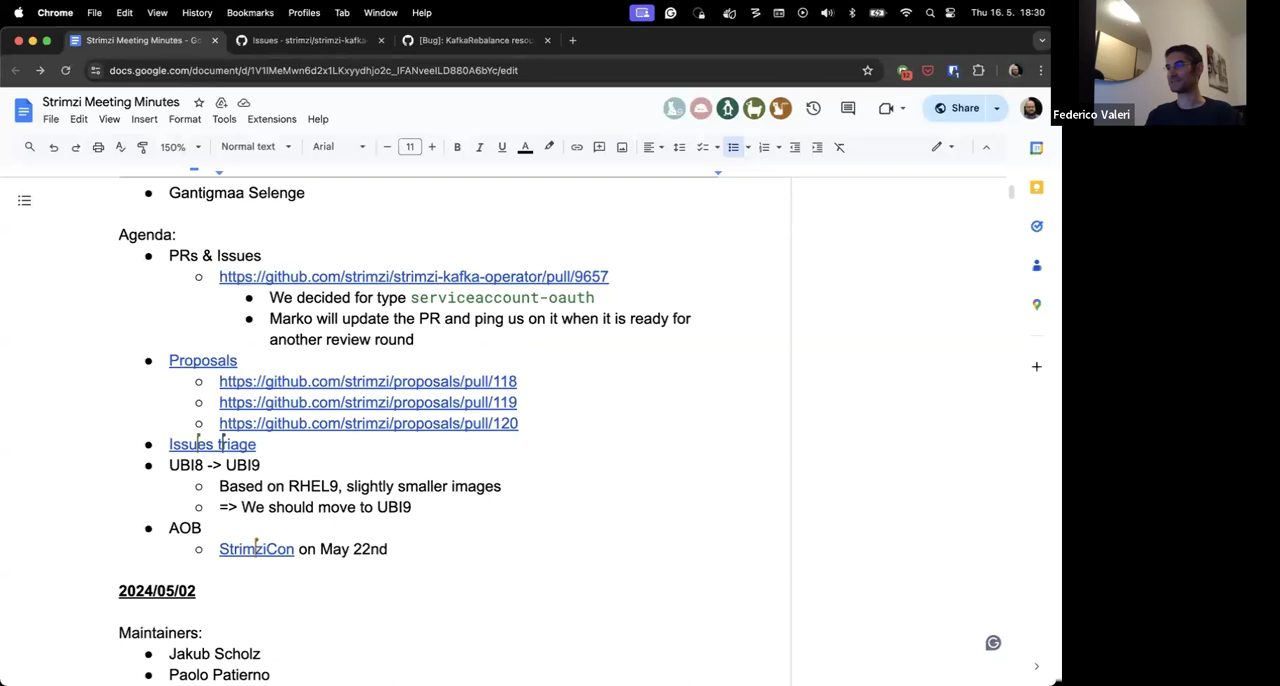 Chrome File Edit View History Bookmarks Profiles Tab Window Help Thu 16. 5. 18:30
Strimzi Meeting Minutes - Go Issues - strimzi/strimzi-kafka- [Bug]: KafkaRebalance reso
docs.google.com/document/d/1V1lMeMwn6d2x1LKxyydhjo2c_IFANveelLD880A6bYc/edit
12
Strimzi Meeting Minutes
File Edit View Insert Format Tools Extensions Help
Share
Federico Valeri
150% Normal text Arial 11 B I U A
Gantigmaa Selenge
Agenda:
PRs & Issues
https://github.com/strimzi/strimzi-kafka-operator/pull/9657
We decided for type serviceaccount-oauth
Marko will update the PR and ping us on it when it is ready for
another review round
Proposals
https://github.com/strimzi/proposals/pull/118
https://github.com/strimzi/proposals/pull/119
https://github.com/strimzi/proposals/pull/120
Issues triage
UBI8 -> UBI9
Based on RHEL9, slightly smaller images
=> We should move to UBI9
AOB
StrimziCon on May 22nd
2024/05/02
Maintainers:
Jakub Scholz
Paolo Patierno